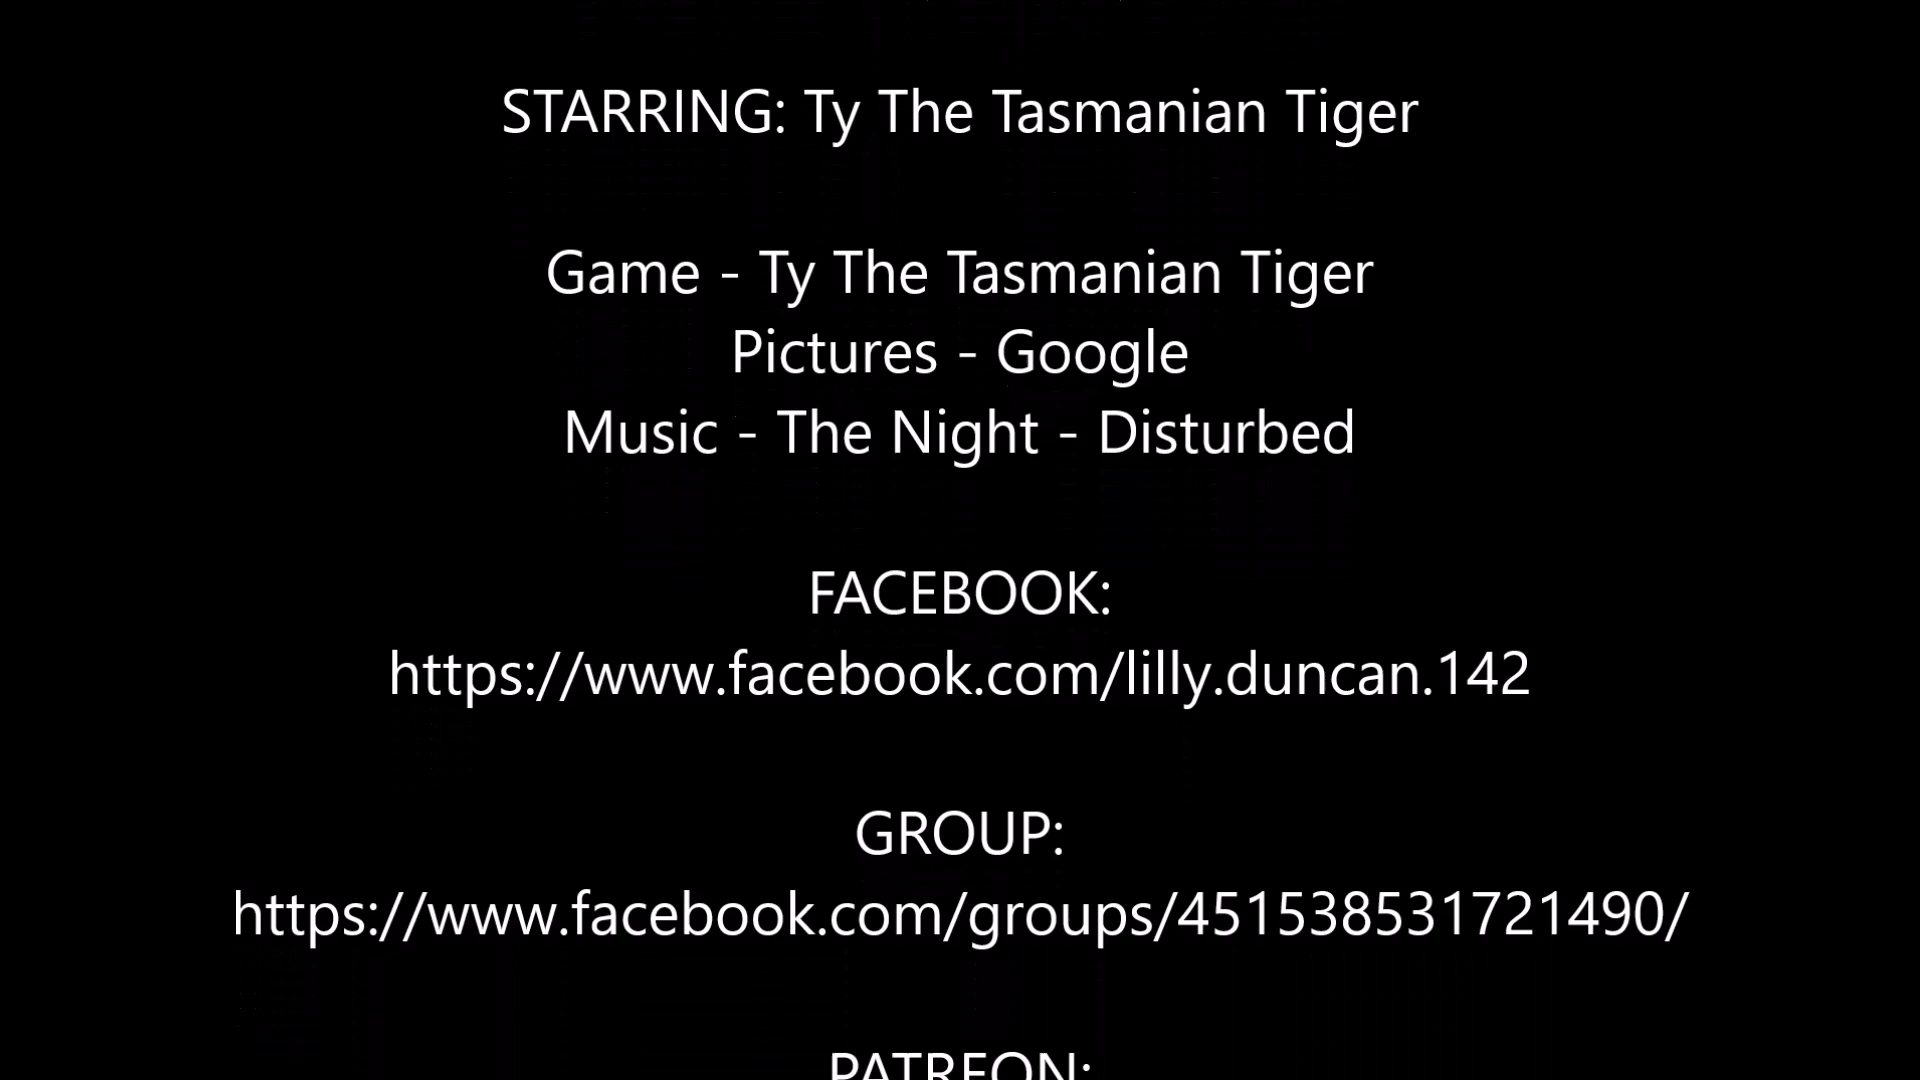 STARRING: Ty The Tasmanian Tiger
Game - Ty The Tasmanian Tiger
Pictures - Google
Music - The Night - Disturbed
FACEBOOK:
https://www.facebook.com/lilly.duncan.142
GROUP:
https://www.facebook.com/groups/451538531721490/
PATREON: